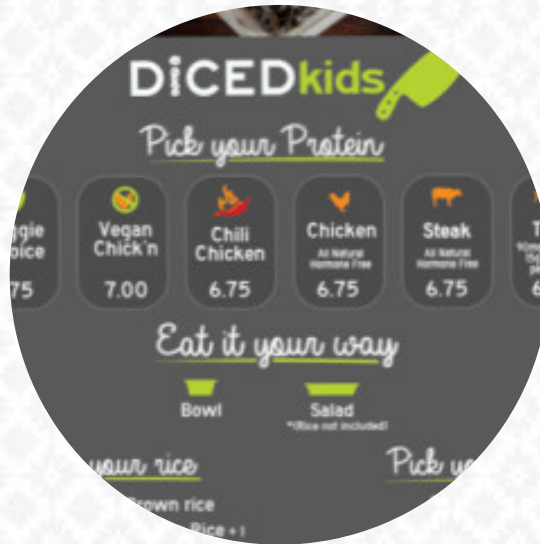 DiCEDkids
Pick your Protein
Vegan
Chick'n
7.00
Chili
Chicken
6.75
Chicken
All Natural
Hormone Free
6.75
Steak
All Natural
Hormone Free
6.75
Eat it your way
Bowl
Salad
*(Rice not included)
your rice
Brown rice
Rice +1
Pick